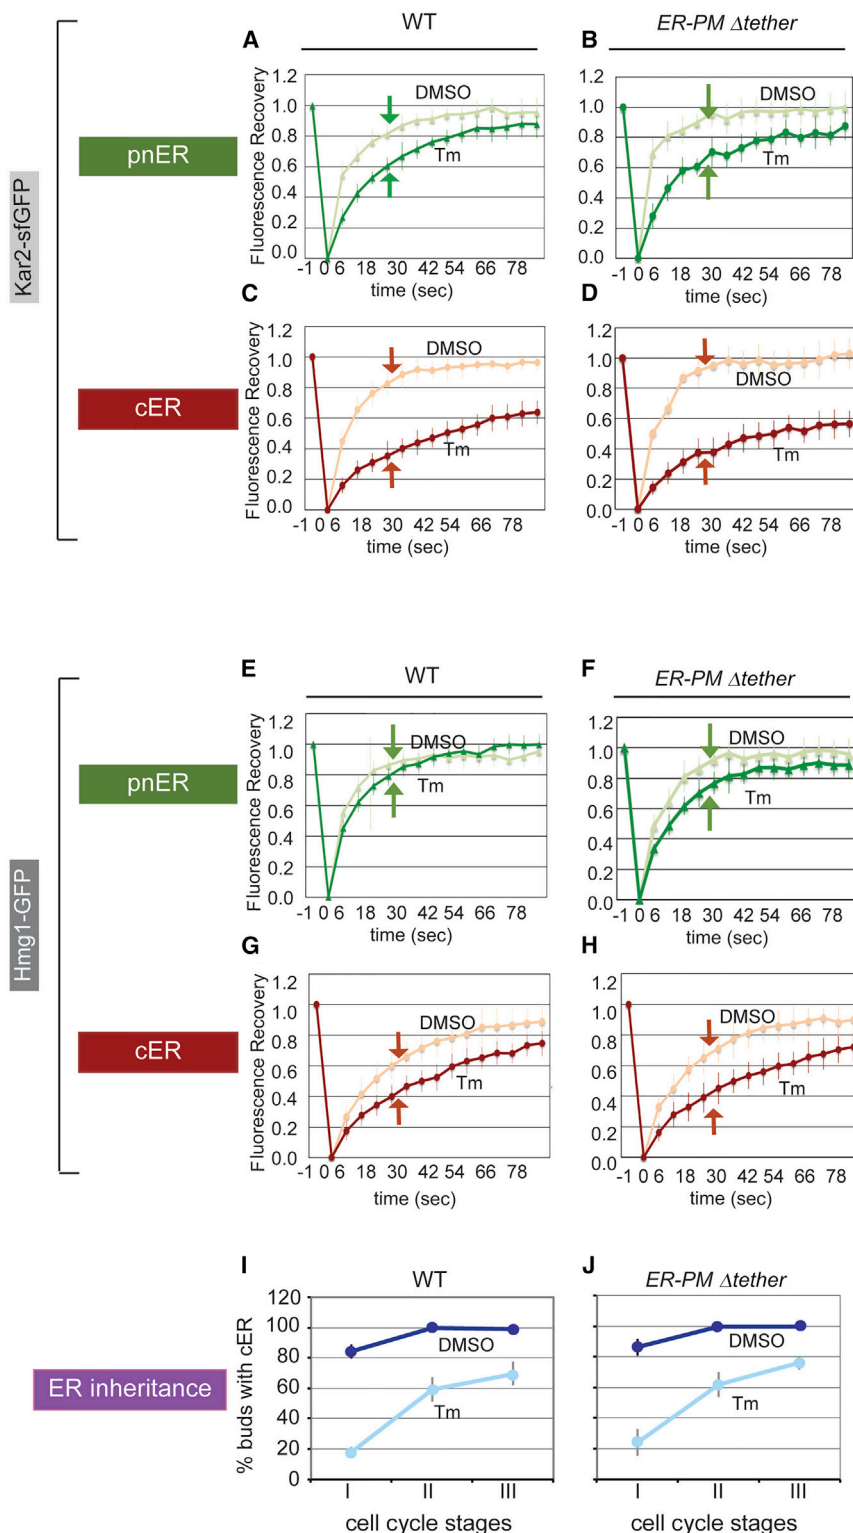 WT
ER-PM Δtether
Kar2-sfGFP
pnER
A
Fluorescence Recovery
1.2
1.0
0.8
0.6
0.4
0.2
0.0
DMSO
Tm
-1 0 6 18 30 42 54 66 78
time (sec)
B
1.2
1.0
0.8
0.6
0.4
0.2
0.0
DMSO
Tm
-1 0 6 18 30 42 54 66 78
time (sec)
cER
C
Fluorescence Recovery
1.2
1.0
0.8
0.6
0.4
0.2
0.0
DMSO
Tm
-1 0 6 18 30 42 54 66 78
time (sec)
D
1.2
1.0
0.8
0.6
0.4
0.2
0.0
DMSO
Tm
-1 0 6 18 30 42 54 66 78
time (sec)
WT
ER-PM Δtether
Hmg1-GFP
pnER
E
Fluorescence Recovery
1.2
1.0
0.8
0.6
0.4
0.2
0.0
DMSO
Tm
-1 0 6 18 30 42 54 66 78
time (sec)
F
1.2
1.0
0.8
0.6
0.4
0.2
0.0
DMSO
Tm
-1 0 6 18 30 42 54 66 78
time (sec)
cER
G
Fluorescence Recovery
1.2
1.0
0.8
0.6
0.4
0.2
0.0
DMSO
Tm
-1 0 6 18 30 42 54 66 78
time (sec)
H
1.2
1.0
0.8
0.6
0.4
0.2
0.0
DMSO
Tm
-1 0 6 18 30 42 54 66 78
time (sec)
ER inheritance
I
WT
% buds with cER
120
100
80
60
40
20
0
DMSO
Tm
I II III
cell cycle stages
J
ER-PM Δtether
DMSO
Tm
I II III
cell cycle stages